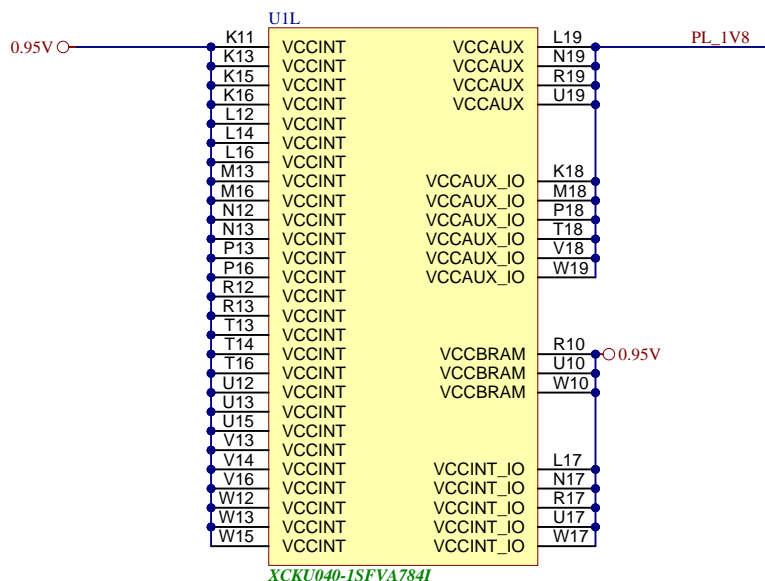 U1L
0.95V
K11 VCCINT VCCAUX L19 PL_1V8
K13 VCCINT VCCAUX N19
K15 VCCINT VCCAUX R19
K16 VCCINT VCCAUX U19
L12 VCCINT
L14 VCCINT
L16 VCCINT
M13 VCCINT VCCAUX_IO K18
M16 VCCINT VCCAUX_IO M18
N12 VCCINT VCCAUX_IO P18
N13 VCCINT VCCAUX_IO T18
P13 VCCINT VCCAUX_IO V18
P16 VCCINT VCCAUX_IO W19
R12 VCCINT
R13 VCCINT
T13 VCCINT
T14 VCCINT VCCBRAM R10 0.95V
T16 VCCINT VCCBRAM U10
U12 VCCINT VCCBRAM W10
U13 VCCINT
U15 VCCINT
V13 VCCINT
V14 VCCINT VCCINT_IO L17
V16 VCCINT VCCINT_IO N17
W12 VCCINT VCCINT_IO R17
W13 VCCINT VCCINT_IO U17
W15 VCCINT VCCINT_IO W17
XCKU040-1SFVA784I